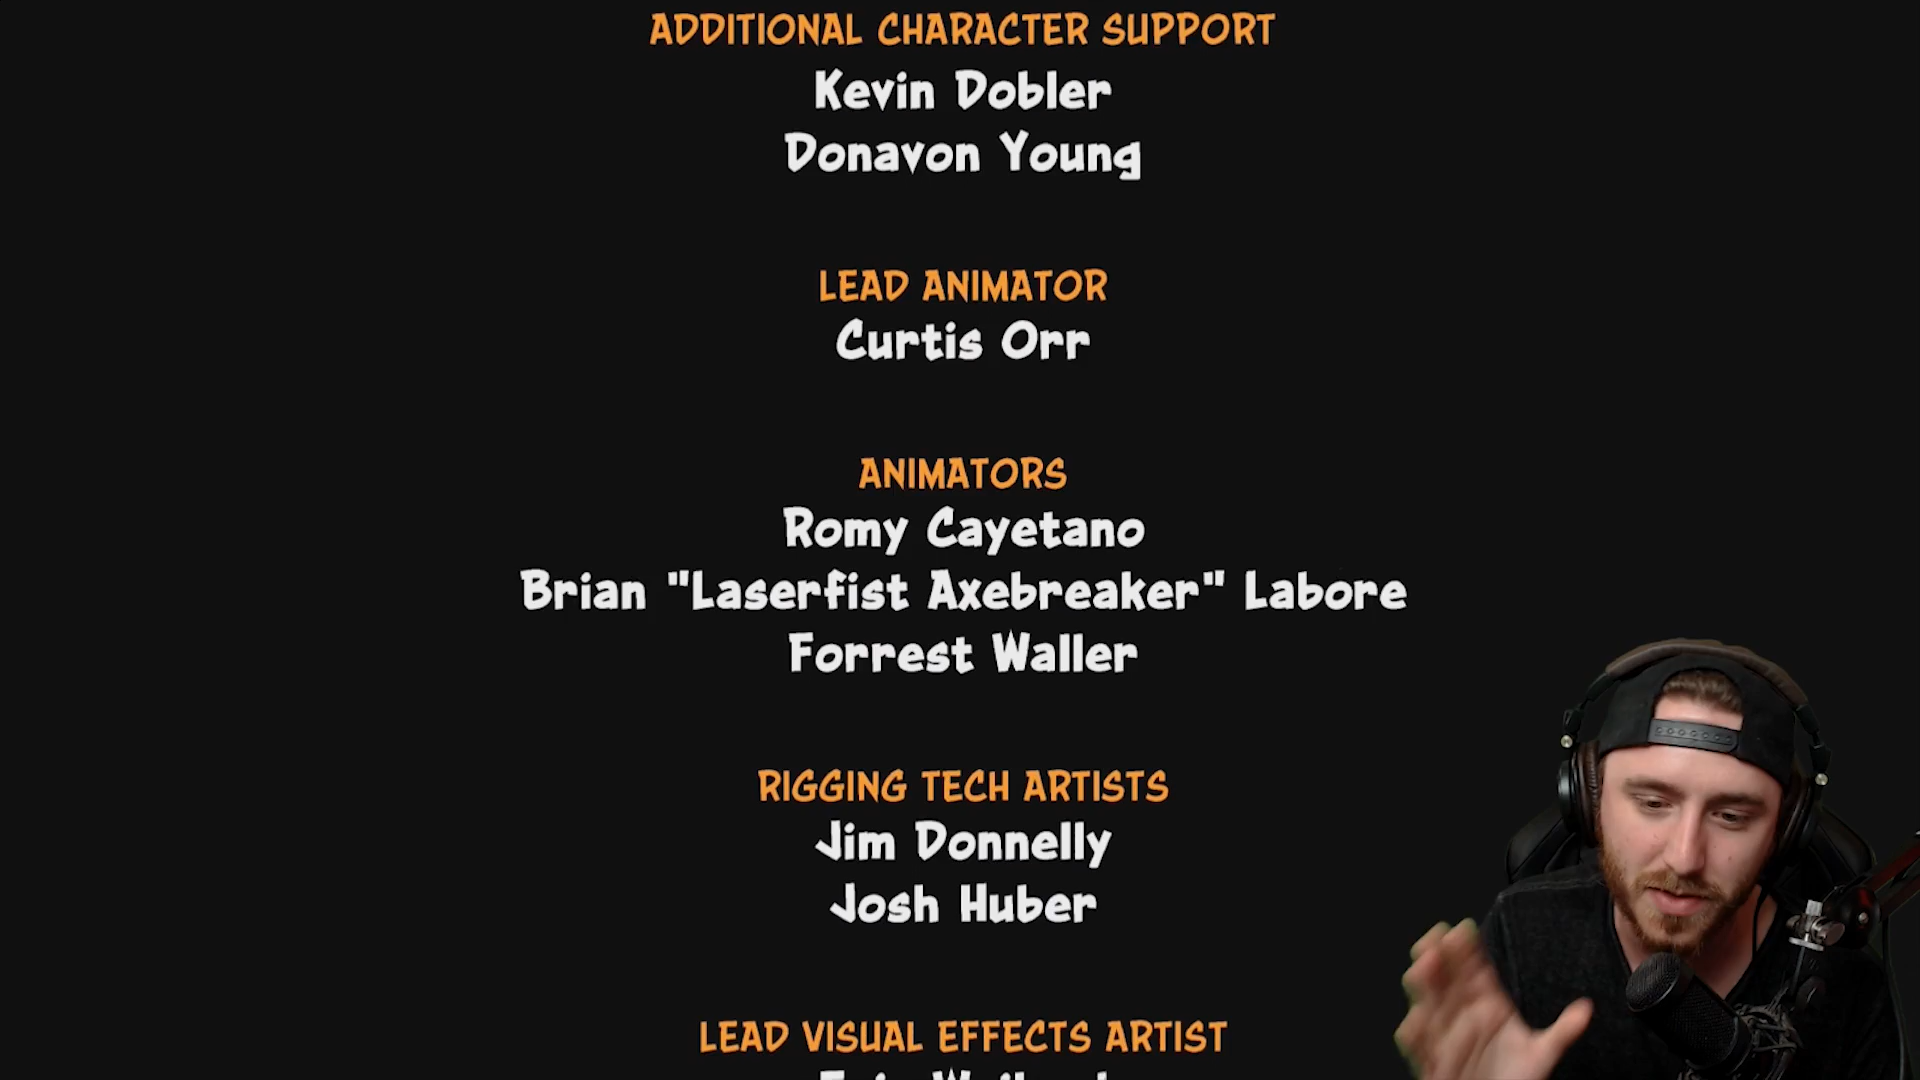 ADDITIONAL CHARACTER SUPPORT
Kevin Dobler
Donavon Young
LEAD ANIMATOR
Curtis Orr
ANIMATORS
Romy Cayetano
Brian "Laserfist Axebreaker" Labore
Forrest Waller
RIGGING TECH ARTISTS
Jim Donnelly
Josh Huber
LEAD VISUAL EFFECTS ARTIST